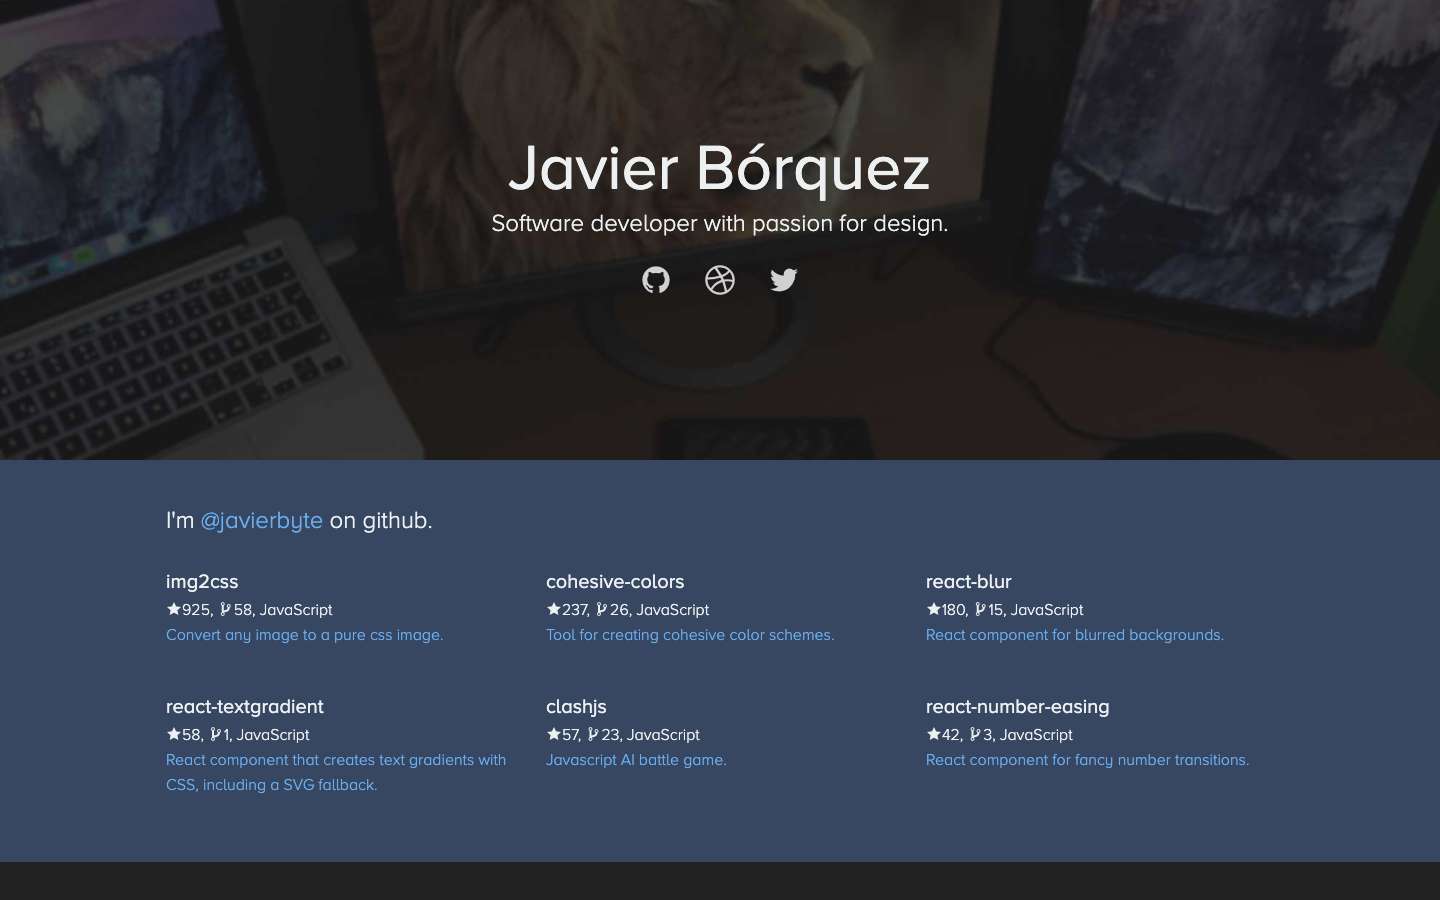 Javier Bórquez
Software developer with passion for design.
I'm @javierbyte on github.
img2css
925, 58, JavaScript
Convert any image to a pure css image.
cohesive-colors
237, 26, JavaScript
Tool for creating cohesive color schemes.
react-blur
180, 15, JavaScript
React component for blurred backgrounds.
react-textgradient
58, 1, JavaScript
React component that creates text gradients with
CSS, including a SVG fallback.
clashjs
57, 23, JavaScript
Javascript AI battle game.
react-number-easing
42, 3, JavaScript
React component for fancy number transitions.